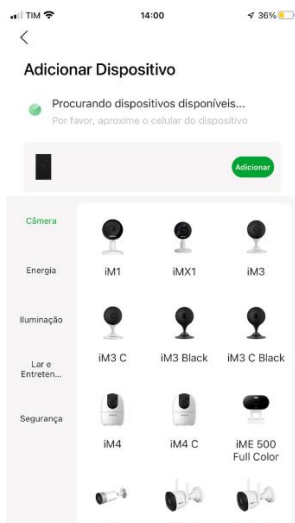 TIM 14:00 36%
Adicionar Dispositivo
Procurando dispositivos disponíveis...
Por favor, aproxime o celular do dispositivo
Adicionar
Câmera
iM1 iMX1 iM3
Energia
Iluminação
iM3 C iM3 Black iM3 C Black
Lar e
Entreten...
Segurança
iM4 iM4 C iME 500
Full Color